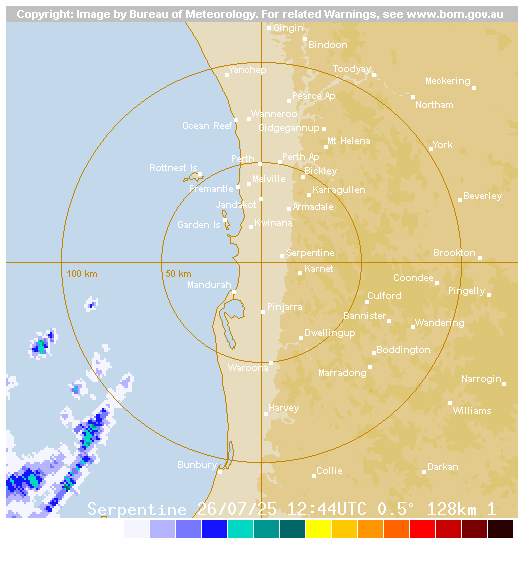 Copyright: Image by Bureau of Meteorology. For related Warnings, see www.bom.gov.au
Gingin
Bindoon
Yanchep
Toodyay
Meckering
Pearce Ap
Northam
Wanneroo
Ocean Reef
Gidgegannup
Mt Helena
York
Perth
Perth Ap
Rottnest Is
Bickley
Melville
Fremantle
Karragullen
Beverley
Jandakot
Armadale
Garden Is
Kwinana
Serpentine
Brookton
100 km
50 km
Karnet
Mandurah
Coondee
Pingelly
Culford
Pinjarra
Bannister
Wandering
Dwellingup
Boddington
Waroona
Marradong
Narrogin
Harvey
Williams
Bunbury
Collie
Darkan
Serpentine 26/07/25 12:44UTC 0.5° 128km 1